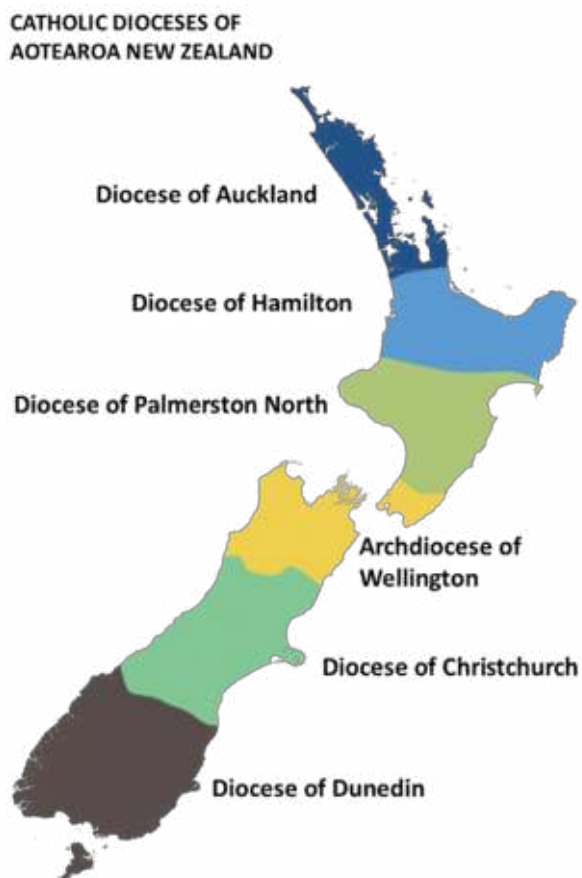 CATHOLIC DIOCESES OF
AOTEAROA NEW ZEALAND
Diocese of Auckland
Diocese of Hamilton
Diocese of Palmerston North
Archdiocese of
Wellington
Diocese of Christchurch
Diocese of Dunedin